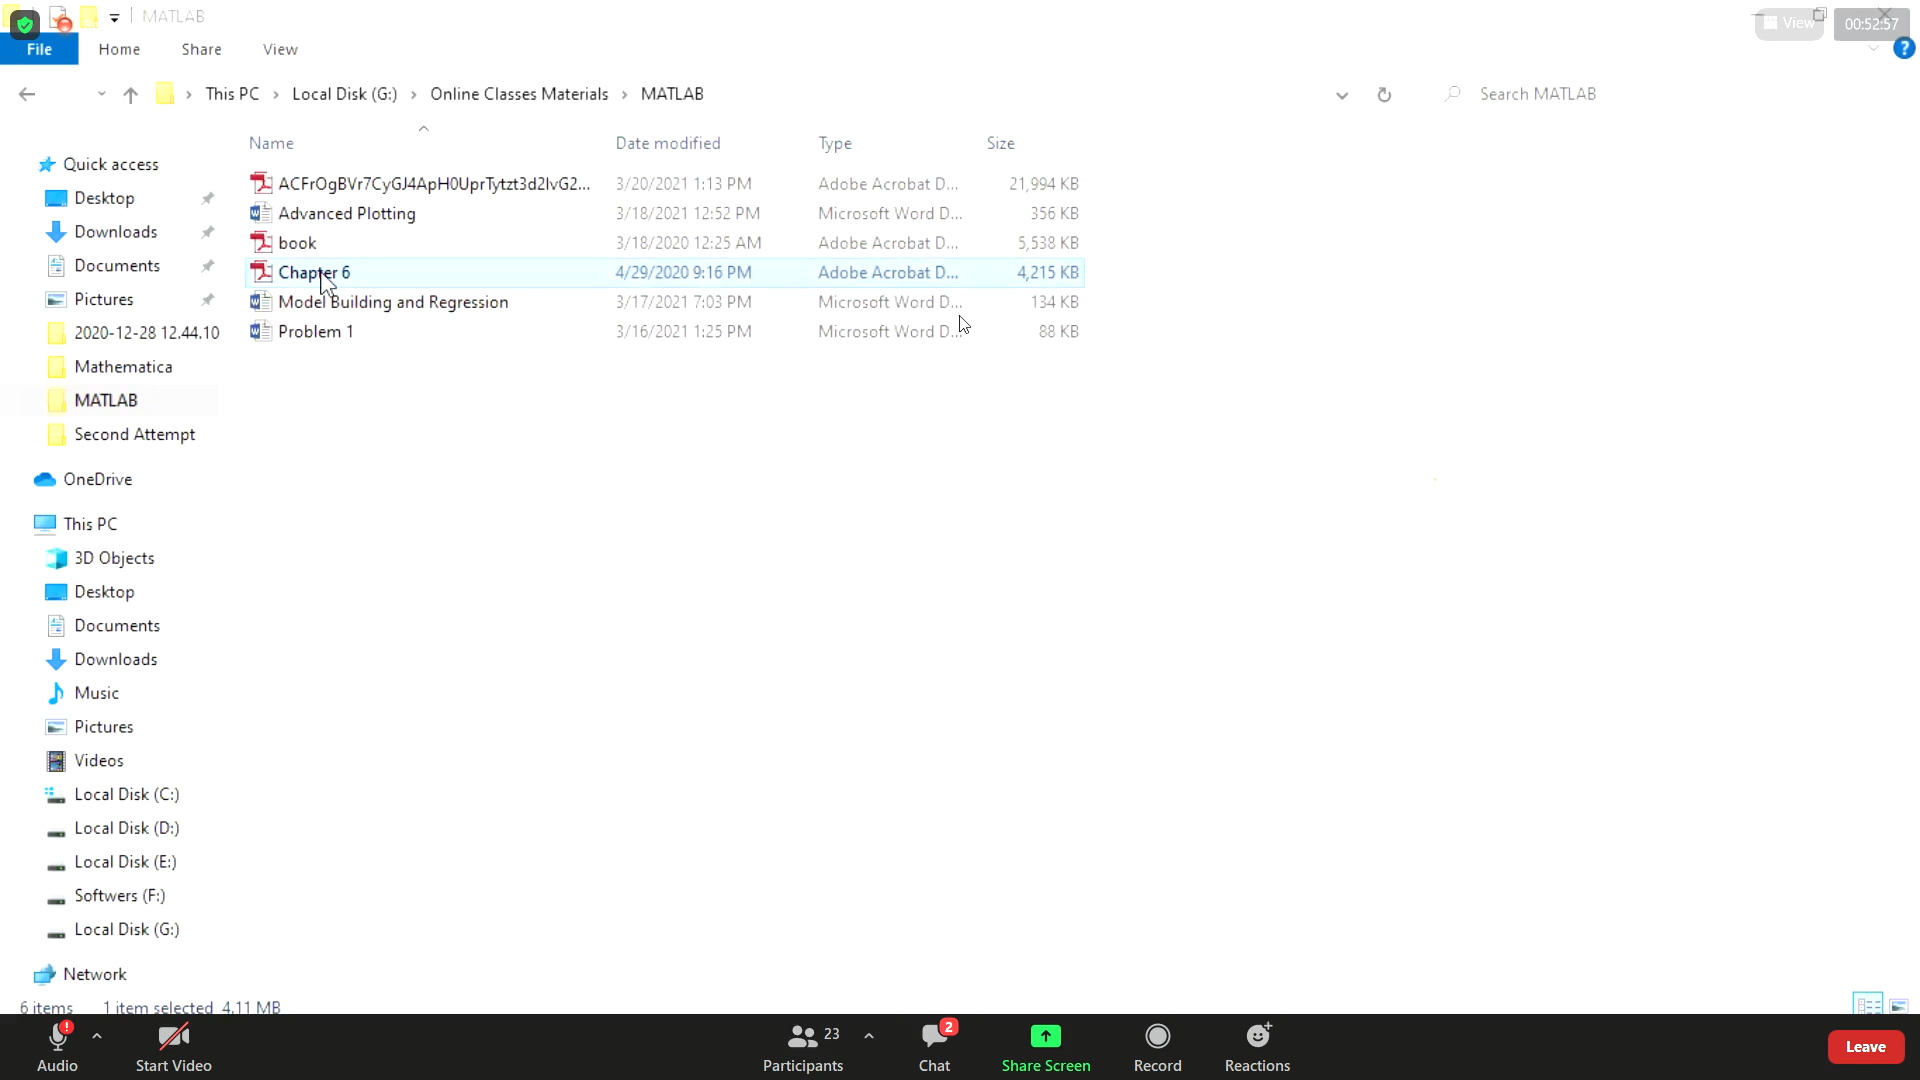 MATLAB
View
00:52:57
File Home Share View
This PC Local Disk (G:) Online Classes Materials MATLAB
Search MATLAB
Name Date modified Type Size
ACFrOgBVr7CyGJ4ApH0UprTytzt3d2lvG2... 3/20/2021 1:13 PM Adobe Acrobat D... 21,994 KB
Advanced Plotting 3/18/2021 12:52 PM Microsoft Word D... 356 KB
book 3/18/2020 12:25 AM Adobe Acrobat D... 5,538 KB
Chapter 6 4/29/2020 9:16 PM Adobe Acrobat D... 4,215 KB
Model Building and Regression 3/17/2021 7:03 PM Microsoft Word D... 134 KB
Problem 1 3/16/2021 1:25 PM Microsoft Word D... 88 KB
Quick access
Desktop
Downloads
Documents
Pictures
2020-12-28 12.44.10
Mathematica
MATLAB
Second Attempt
OneDrive
This PC
3D Objects
Desktop
Documents
Downloads
Music
Pictures
Videos
Local Disk (C:)
Local Disk (D:)
Local Disk (E:)
Softwers (F:)
Local Disk (G:)
Network
6 items 1 item selected 4.11 MB
Audio
Start Video
23
Participants
2
Chat
Share Screen
Record
Reactions
Leave